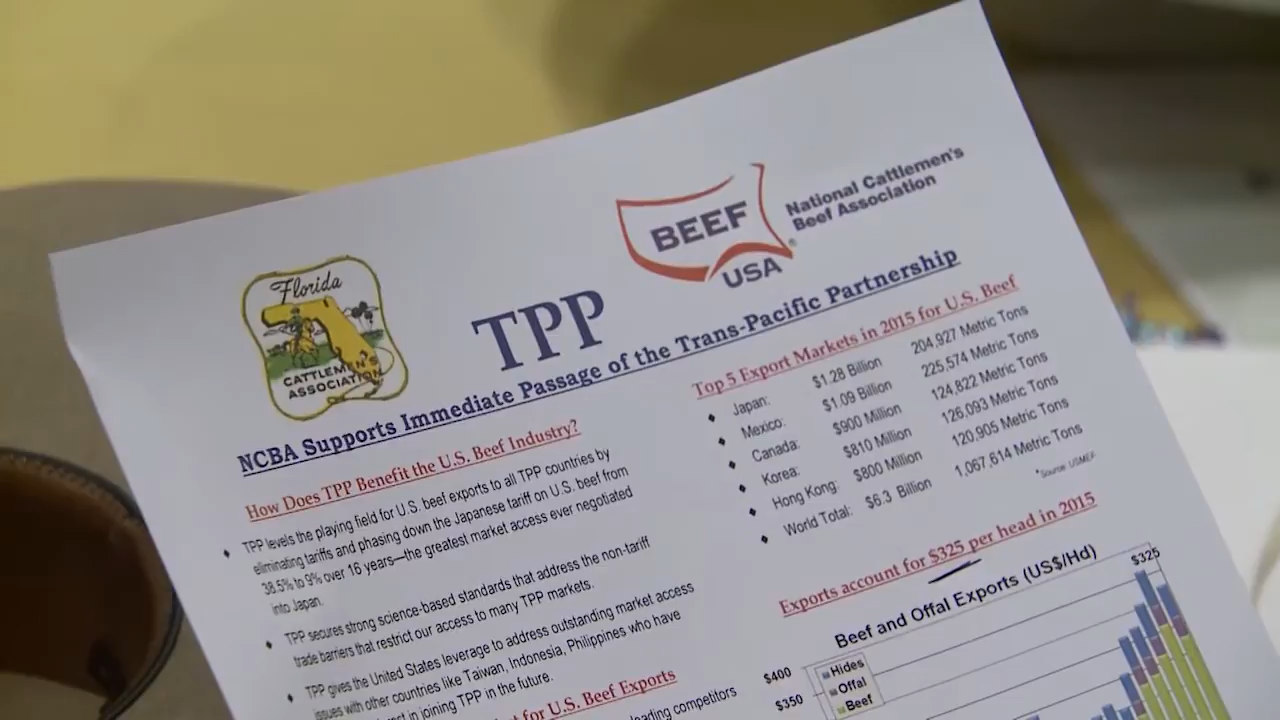 Florida
CATTLEMEN'S
ASSOCIATION
BEEF
USA
®
National Cattlemen's
Beef Association
TPP
NCBA Supports Immediate Passage of the Trans-Pacific Partnership
How Does TPP Benefit the U.S. Beef Industry?
TPP levels the playing field for U.S. beef exports to all TPP countries by
eliminating tariffs and phasing down the Japanese tariff on U.S. beef from
38.5% to 9% over 16 years—the greatest market access ever negotiated
into Japan.
TPP secures strong science-based standards that address the non-tariff
trade barriers that restrict our access to many TPP markets.
TPP gives the United States leverage to address outstanding market access
issues with other countries like Taiwan, Indonesia, Philippines who have
in joining TPP in the future.
for U.S. Beef Exports
leading competitors
Top 5 Export Markets in 2015 for U.S. Beef
Japan: $1.28 Billion 204,927 Metric Tons
Mexico: $1.09 Billion 225,574 Metric Tons
Canada: $900 Million 124,822 Metric Tons
Korea: $810 Million 126,093 Metric Tons
Hong Kong: $800 Million 120,905 Metric Tons
World Total: $6.3 Billion 1,067,614 Metric Tons
*Source: USMEF
Exports account for $325 per head in 2015
Beef and Offal Exports (US$/Hd)
$325
$400
$350
Hides
Offal
Beef